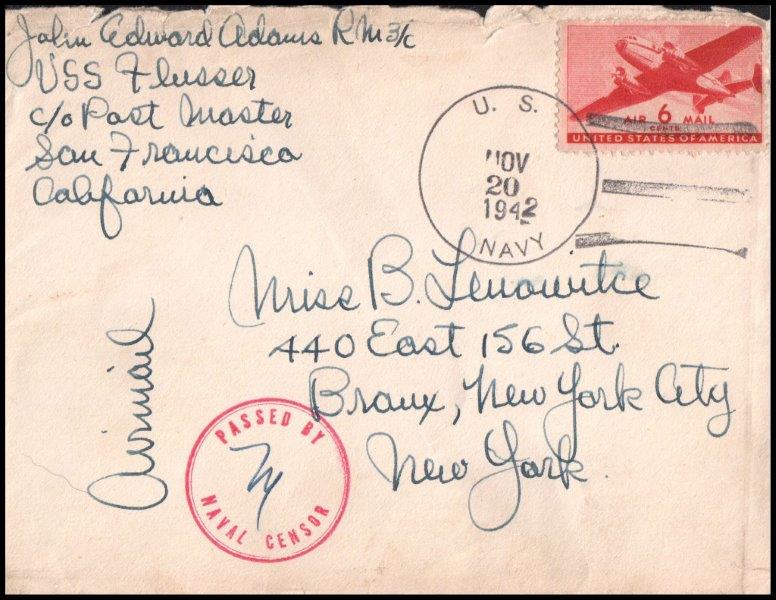 John Edward Adams RM 3/c
USS Flusser
c/o Post Master
San Francisco
California
U. S.
NOV
20
1942
NAVY
AIR 6 MAIL
CENTS
UNITED STATES OF AMERICA
Miss B. Lenowitce
440 East 156 St.
Bronx, New York City
New York.
Airmail
PASSED BY
NAVAL CENSOR